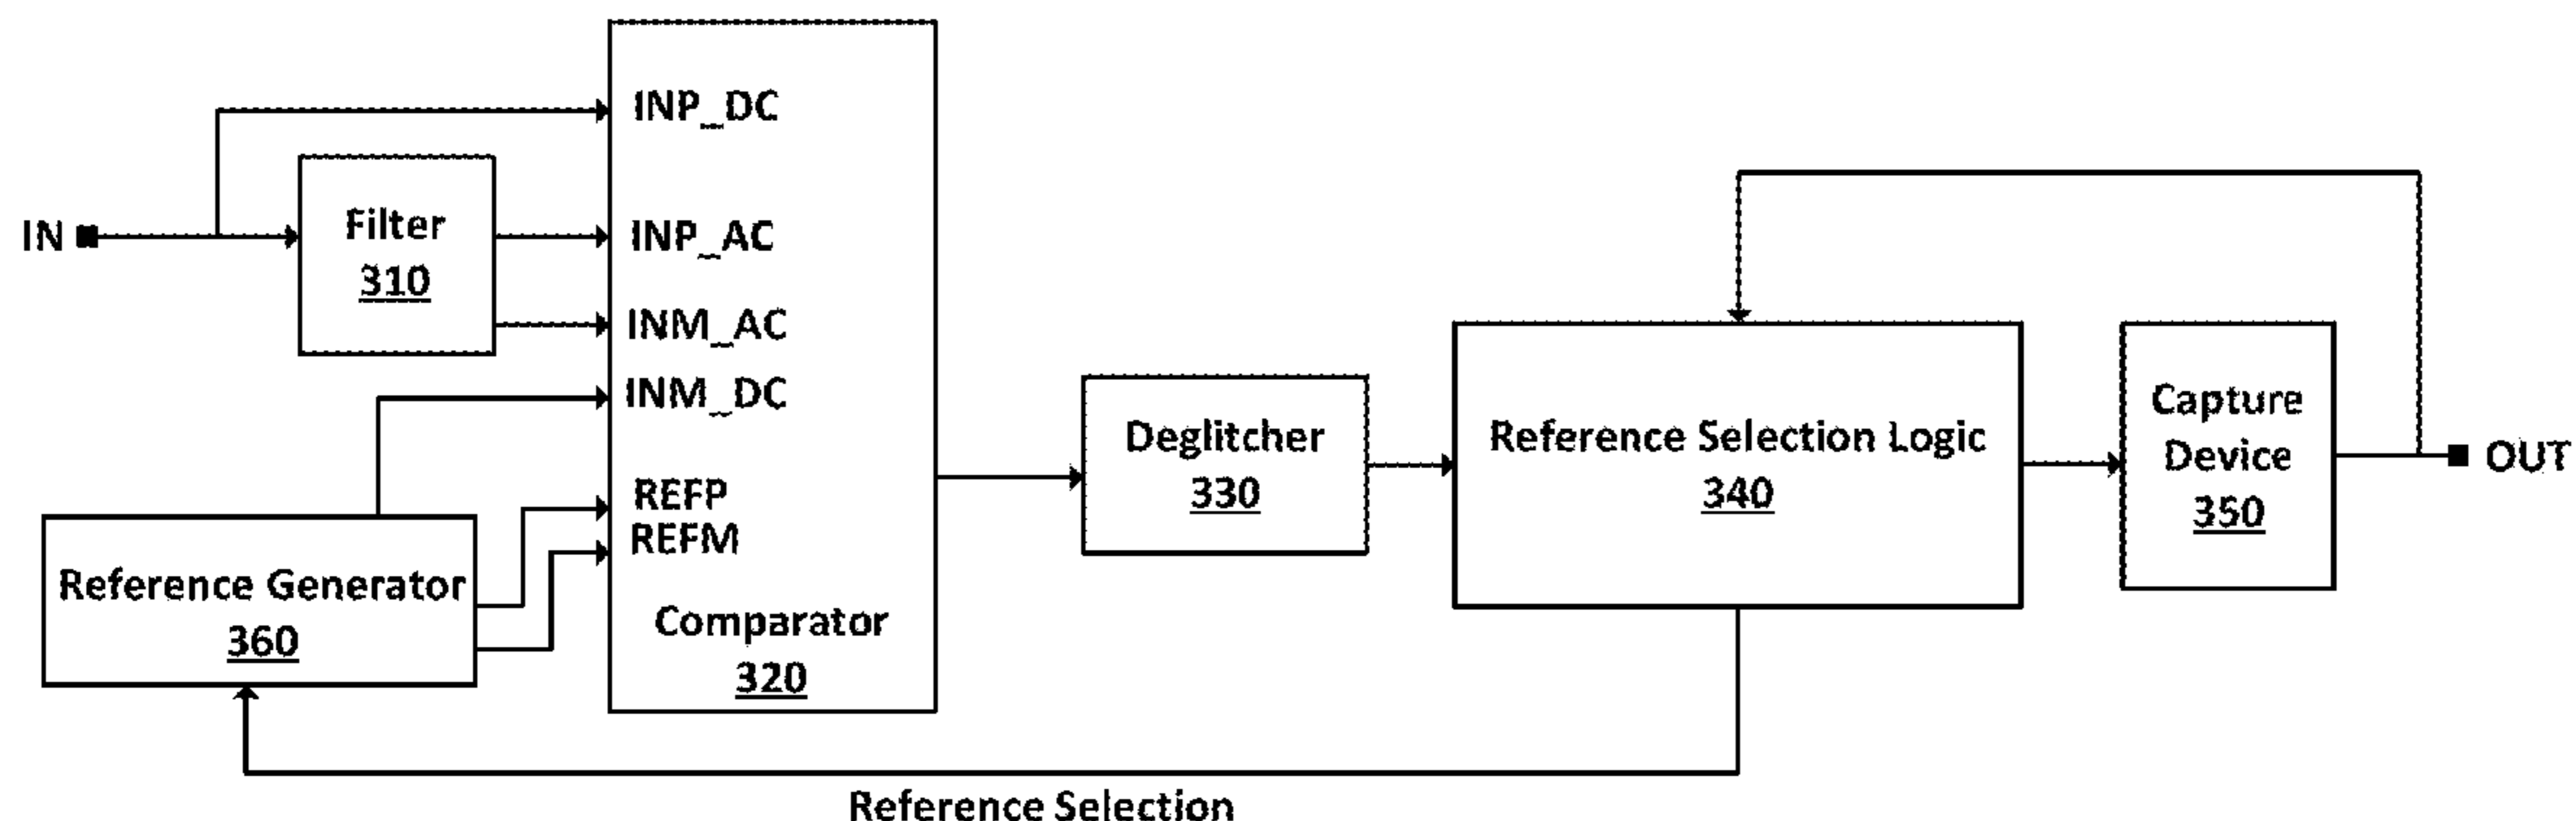 INP_DC
IN
Filter
310
INP_AC
INM_AC
INM_DC
REFP
REFM
Comparator
320
Reference Generator
360
Deglitcher
330
Reference Selection Logic
340
Capture
Device
350
OUT
Reference Selection